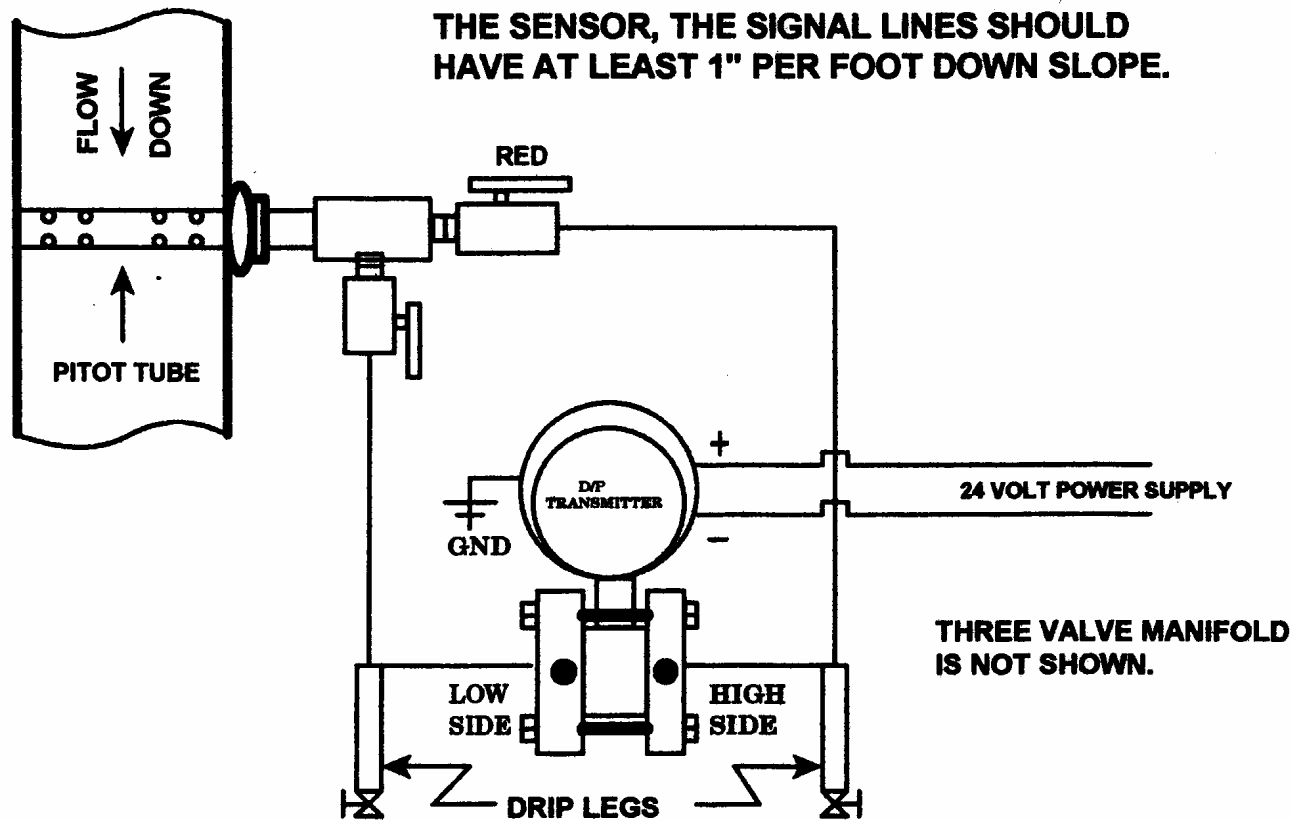 THE SENSOR, THE SIGNAL LINES SHOULD
HAVE AT LEAST 1" PER FOOT DOWN SLOPE.
FLOW
DOWN
RED
PITOT TUBE
D/P
TRANSMITTER
+
24 VOLT POWER SUPPLY
−
GND
THREE VALVE MANIFOLD
IS NOT SHOWN.
LOW
SIDE
HIGH
SIDE
DRIP LEGS